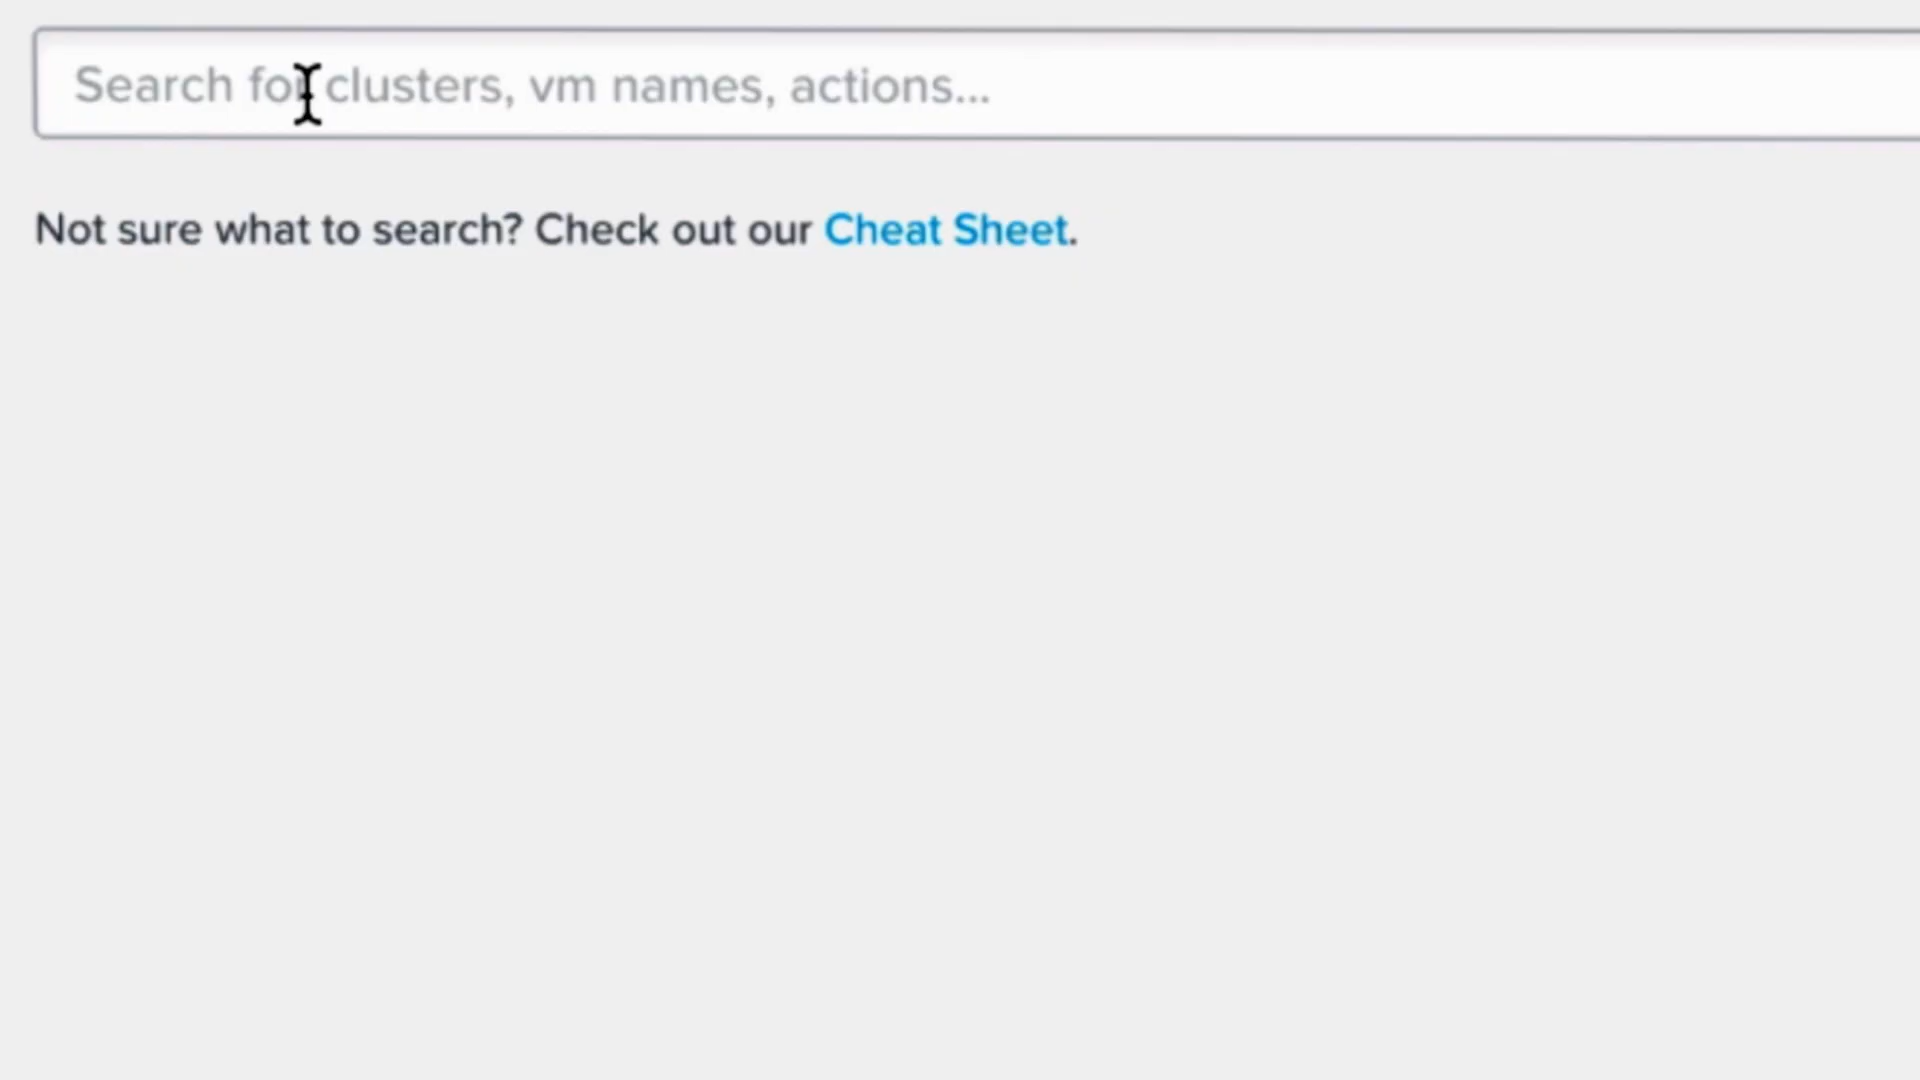 Search for clusters, vm names, actions...
Not sure what to search? Check out our Cheat Sheet.